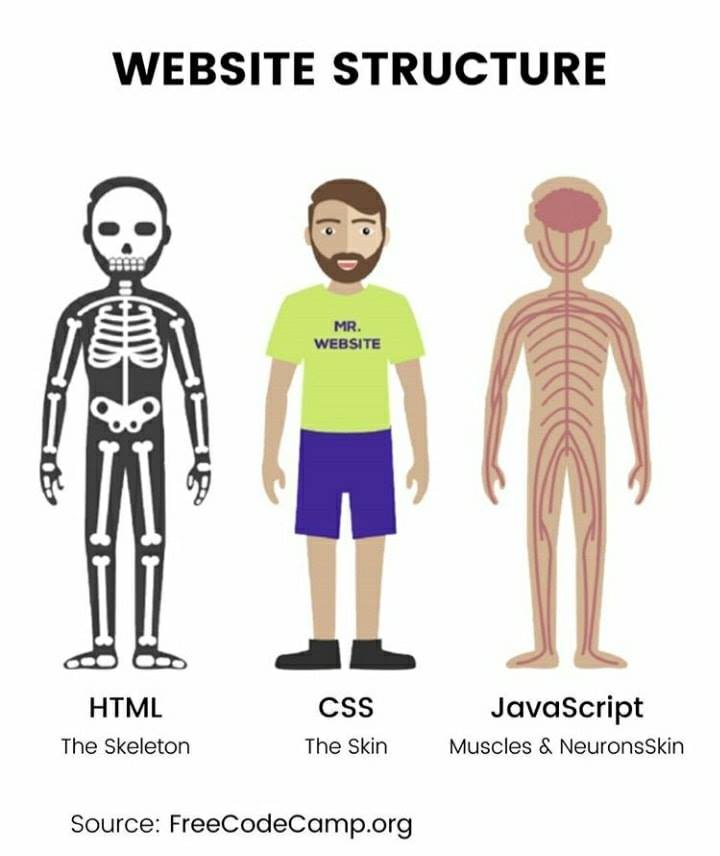 WEBSITE STRUCTURE
MR.
WEBSITE
HTML
The Skeleton
CSS
The Skin
JavaScript
Muscles & NeuronsSkin
Source: FreeCodeCamp.org